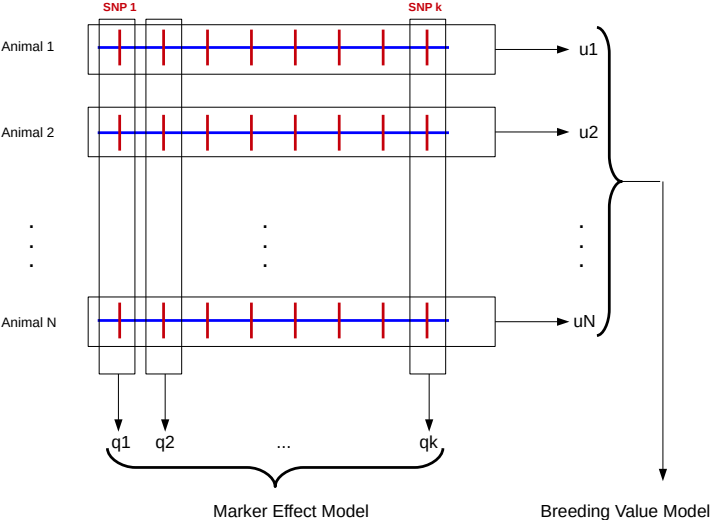 SNP 1
SNP k
Animal 1
u1
Animal 2
u2
.
.
.
.
.
.
.
.
.
Animal N
uN
q1 q2 ... qk
Marker Effect Model
Breeding Value Model